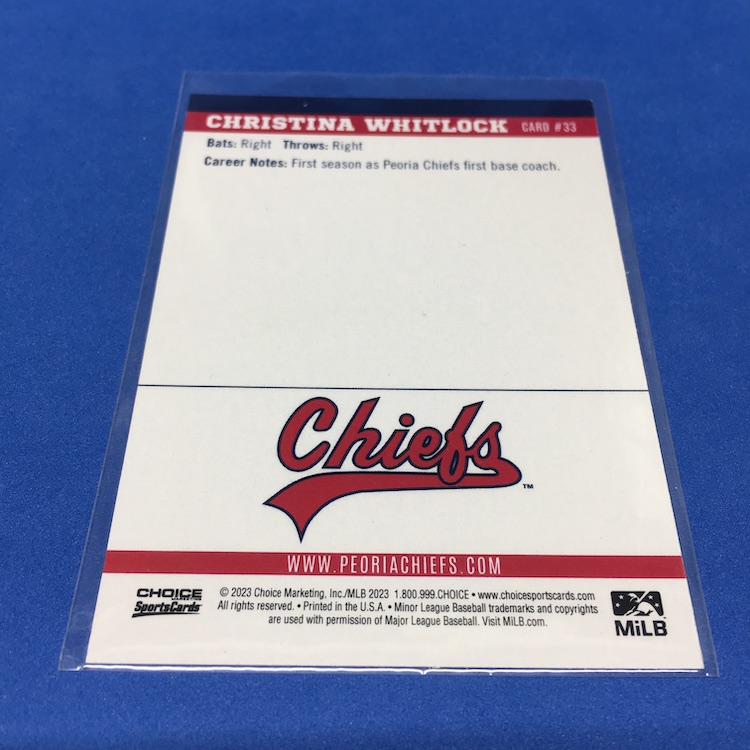 CHRISTINA WHITLOCK CARD #33
Bats: Right Throws: Right
Career Notes: First season as Peoria Chiefs first base coach.
Chiefs™
WWW.PEORIACHIEFS.COM
CHOICE
MARKETING
SportsCards
© 2023 Choice Marketing, Inc./MLB 2023 1.800.999.CHOICE • www.choicesportscards.com
All rights reserved. • Printed in the U.S.A. • Minor League Baseball trademarks and copyrights
are used with permission of Major League Baseball. Visit MiLB.com.
MiLB